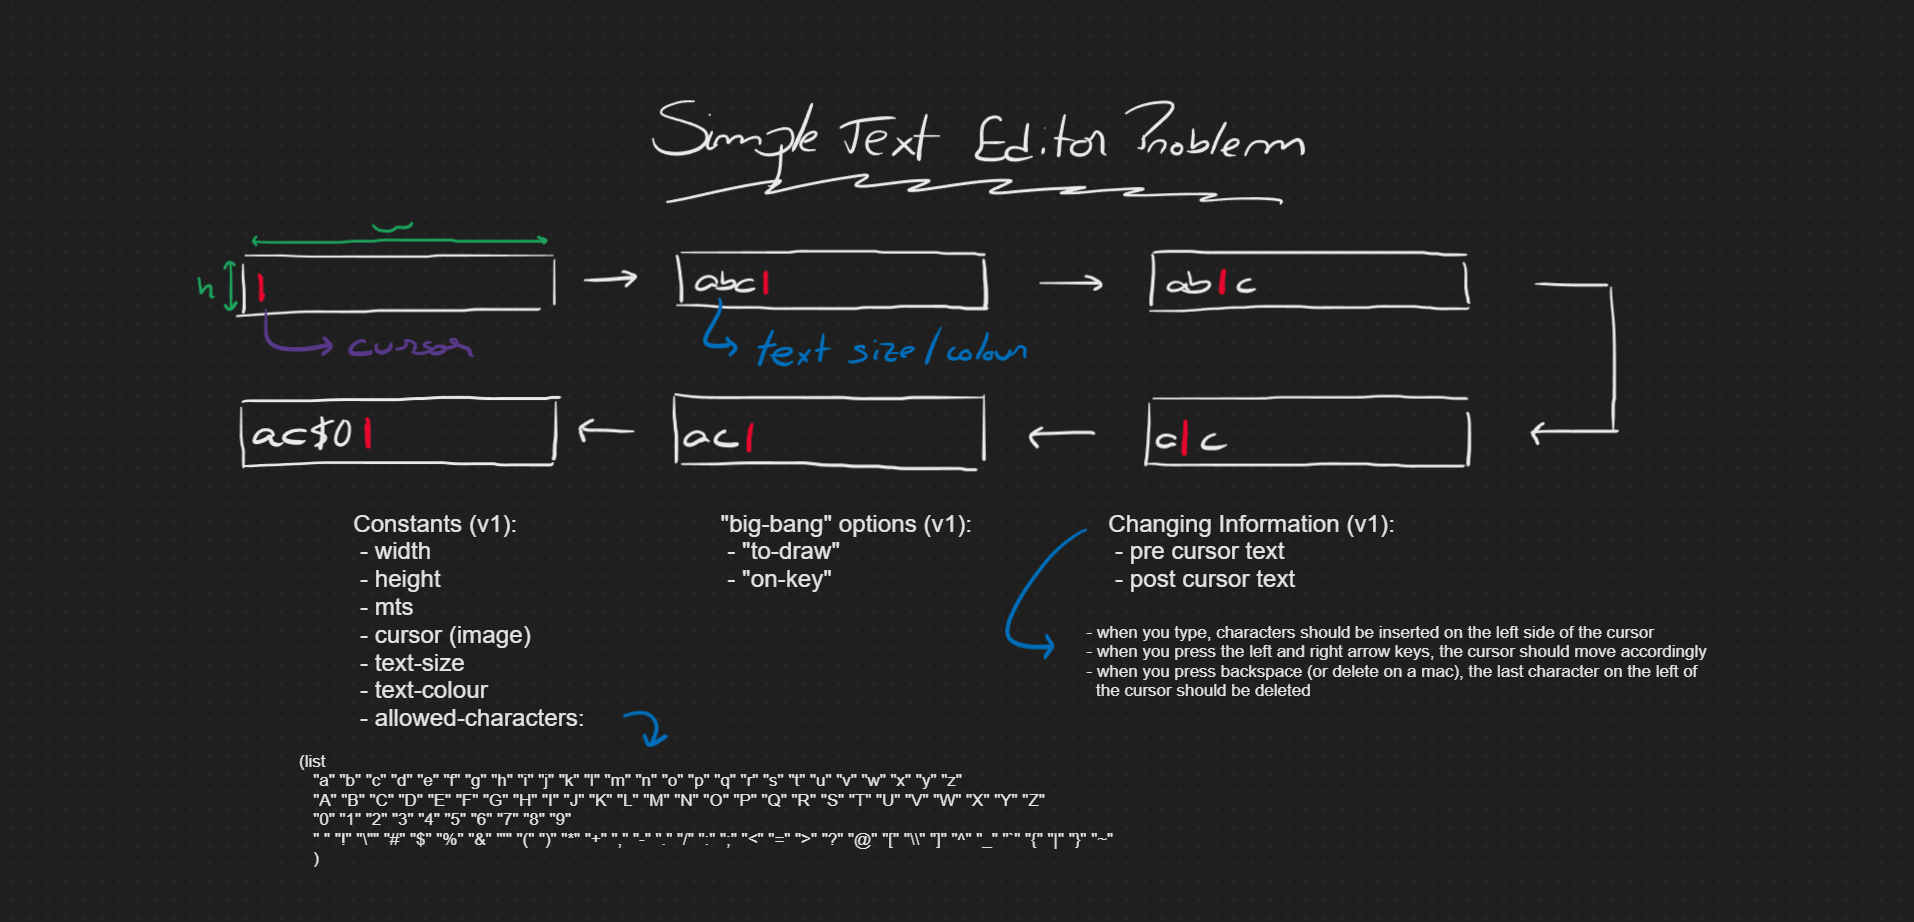 Simple Text Editor Problem
h
|
abc|
ab|c
cursor
text size/colour
ac$0|
ac|
a|c
Constants (v1):
- width
- height
- mts
- cursor (image)
- text-size
- text-colour
- allowed-characters:
(list
"a" "b" "c" "d" "e" "f" "g" "h" "i" "j" "k" "l" "m" "n" "o" "p" "q" "r" "s" "t" "u" "v" "w" "x" "y" "z"
"A" "B" "C" "D" "E" "F" "G" "H" "I" "J" "K" "L" "M" "N" "O" "P" "Q" "R" "S" "T" "U" "V" "W" "X" "Y" "Z"
"0" "1" "2" "3" "4" "5" "6" "7" "8" "9"
" " "!" "\"" "#" "$" "%" "&" "'" "(" ")" "*" "+" "," "-" "." "/" ":" ";" "<" "=" ">" "?" "@" "[" "\\" "]" "^" "_" "`" "{" "|" "}" "~"
)
"big-bang" options (v1):
- "to-draw"
- "on-key"
Changing Information (v1):
- pre cursor text
- post cursor text
- when you type, characters should be inserted on the left side of the cursor
- when you press the left and right arrow keys, the cursor should move accordingly
- when you press backspace (or delete on a mac), the last character on the left of
the cursor should be deleted